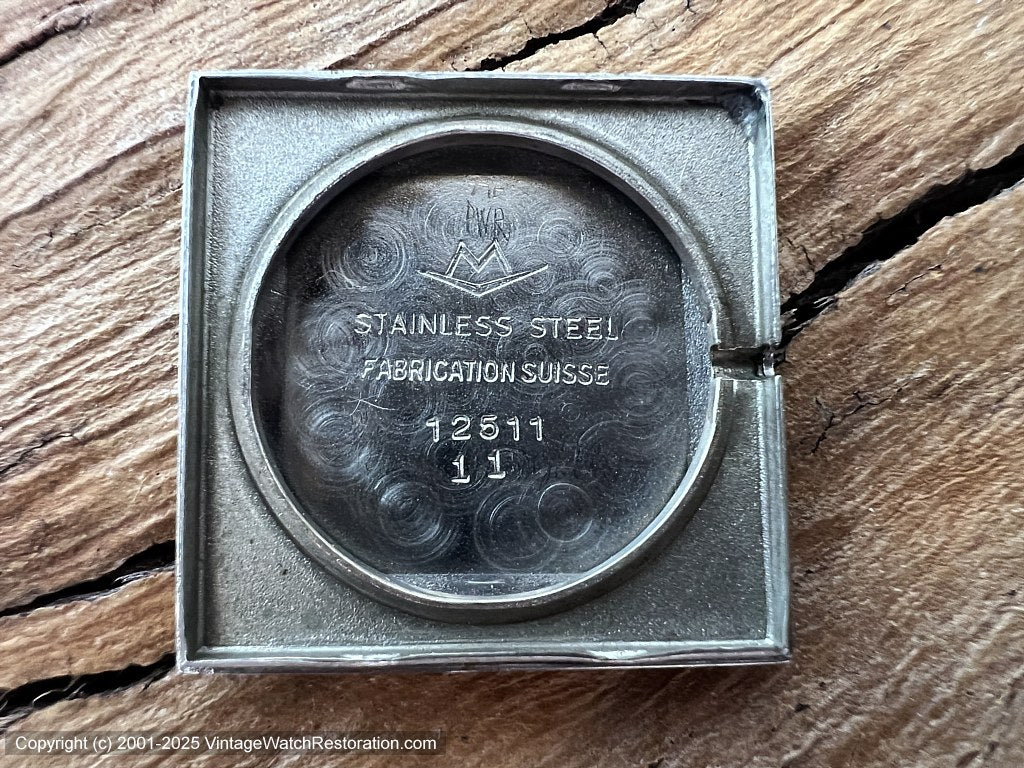 M
STAINLESS STEEL
FABRICATION SUISSE
12511
11
Copyright (c) 2001-2025 VintageWatchRestoration.com